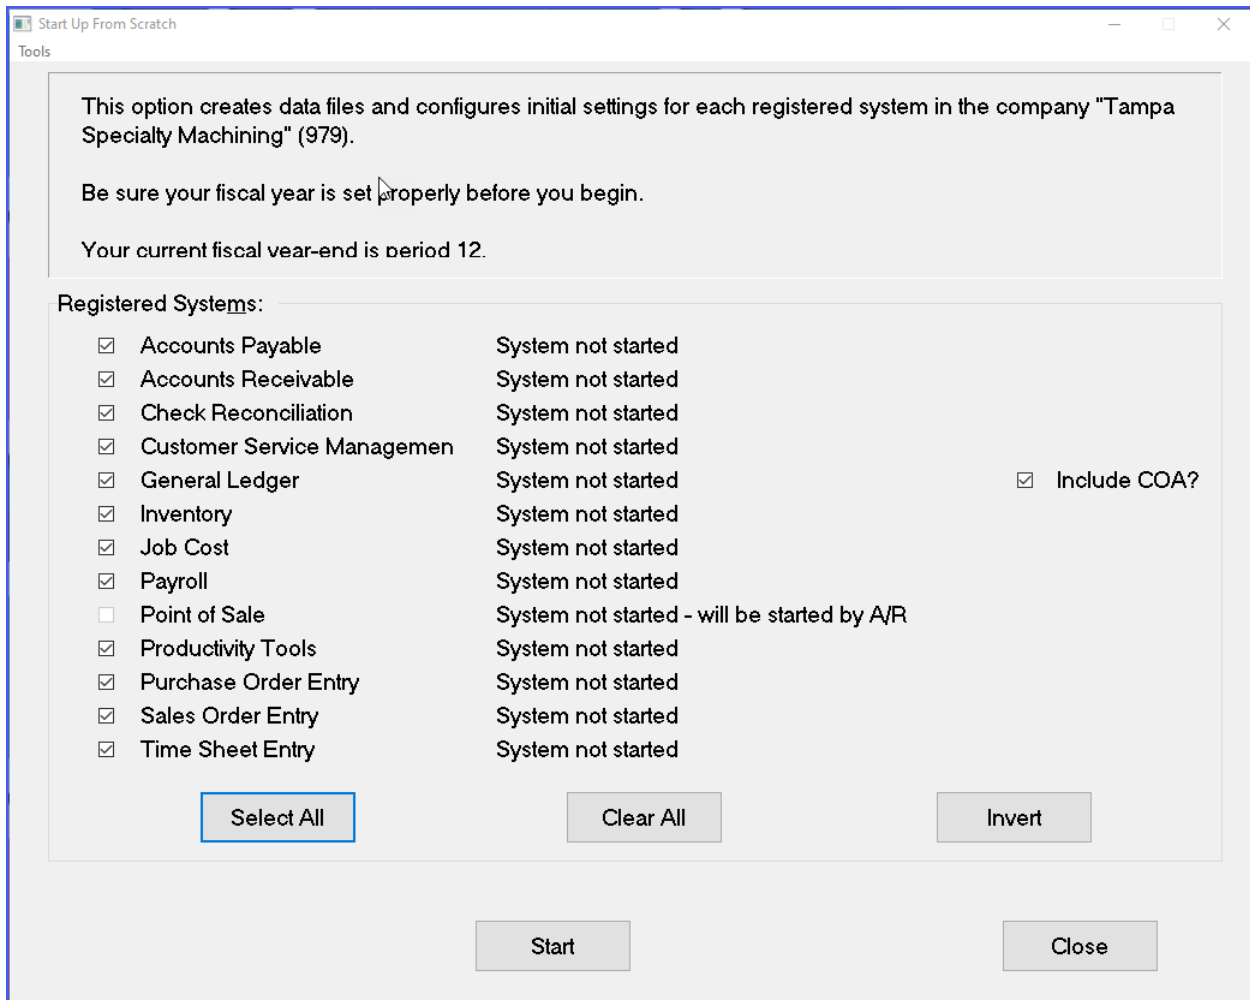 Start Up From Scratch
Tools
This option creates data files and configures initial settings for each registered system in the company "Tampa
Specialty Machining" (979).
Be sure your fiscal year is set properly before you begin.
Your current fiscal year-end is period 12.
Registered Systems:
Accounts Payable System not started
Accounts Receivable System not started
Check Reconciliation System not started
Customer Service Managemen System not started
General Ledger System not started Include COA?
Inventory System not started
Job Cost System not started
Payroll System not started
Point of Sale System not started - will be started by A/R
Productivity Tools System not started
Purchase Order Entry System not started
Sales Order Entry System not started
Time Sheet Entry System not started
Select All Clear All Invert
Start Close